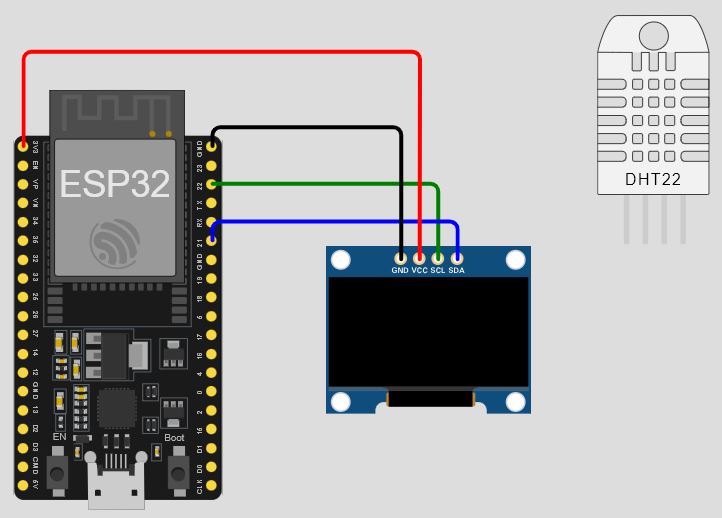 ESP32
3V3
EN
VP
VN
34
35
32
33
25
26
27
14
12
GND
13
D2
D3
CMD
5V
GND
23
22
TX
RX
21
GND
19
18
5
17
16
4
0
2
15
D1
D0
CLK
EN
Boot
GND VCC SCL SDA
DHT22